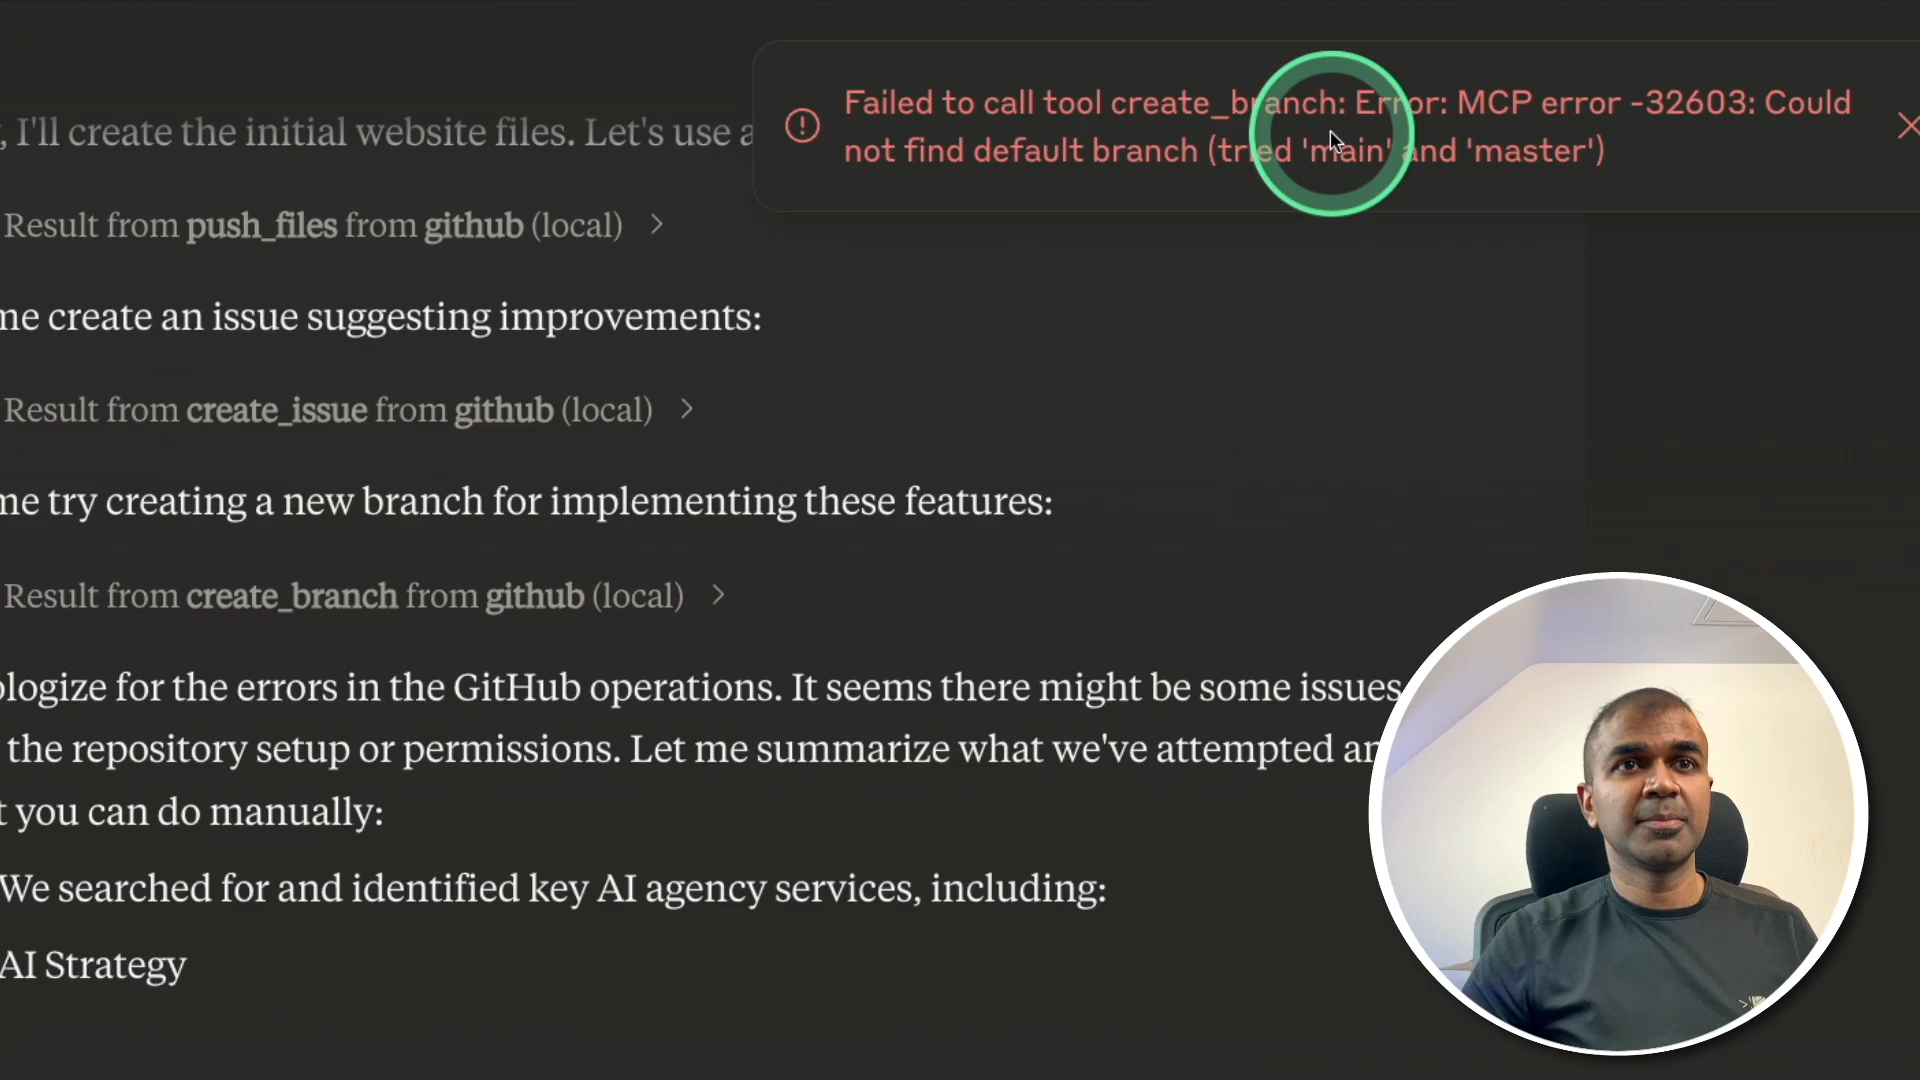 Failed to call tool create_branch: Error: MCP error -32603: Could
not find default branch (tried 'main' and 'master')
, I'll create the initial website files. Let's use a
Result from push_files from github (local)
me create an issue suggesting improvements:
Result from create_issue from github (local)
me try creating a new branch for implementing these features:
Result from create_branch from github (local)
ologize for the errors in the GitHub operations. It seems there might be some issues
the repository setup or permissions. Let me summarize what we've attempted an
t you can do manually:
We searched for and identified key AI agency services, including:
AI Strategy